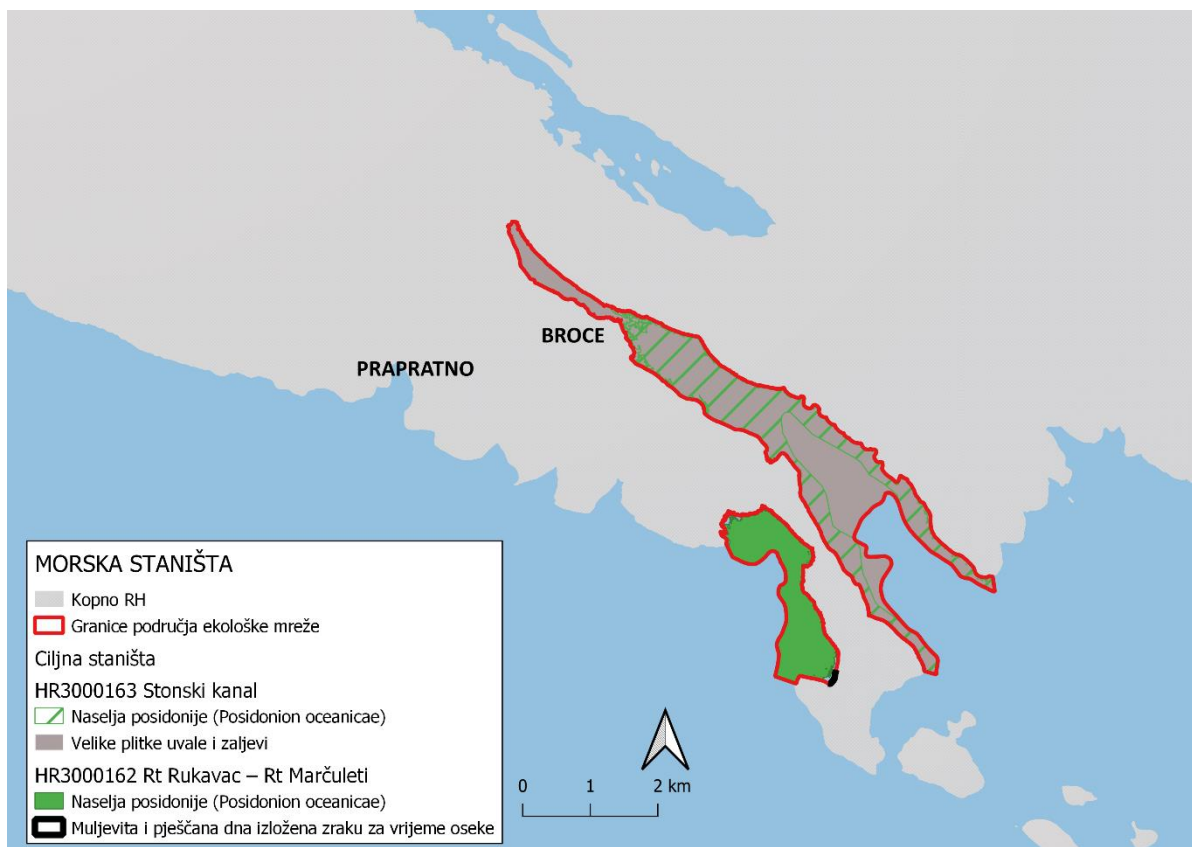 BROCE
PRAPRATNO
MORSKA STANIŠTA
Kopno RH
Granice područja ekološke mreže
Ciljna staništa
HR3000163 Stonski kanal
Naselja posidonije (Posidonion oceanicae)
Velike plitke uvale i zaljevi
HR3000162 Rt Rukavac – Rt Marčuleti
Naselja posidonije (Posidonion oceanicae)
Muljevita i pješčana dna izložena zraku za vrijeme oseke
0 1 2 km